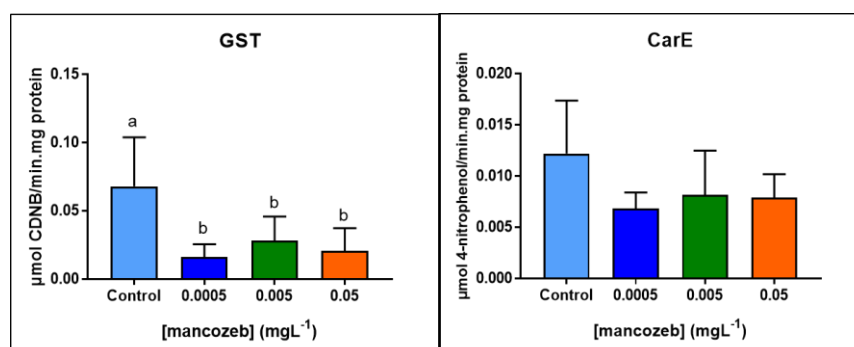 GST
µmol CDNB/min.mg protein
0.15
0.10
0.05
0.00
a
b
b
b
Control
0.0005
0.005
0.05
[mancozeb] (mgL⁻¹)
CarE
µmol 4-nitrophenol/min.mg protein
0.020
0.015
0.010
0.005
0.000
Control
0.0005
0.005
0.05
[mancozeb] (mgL⁻¹)